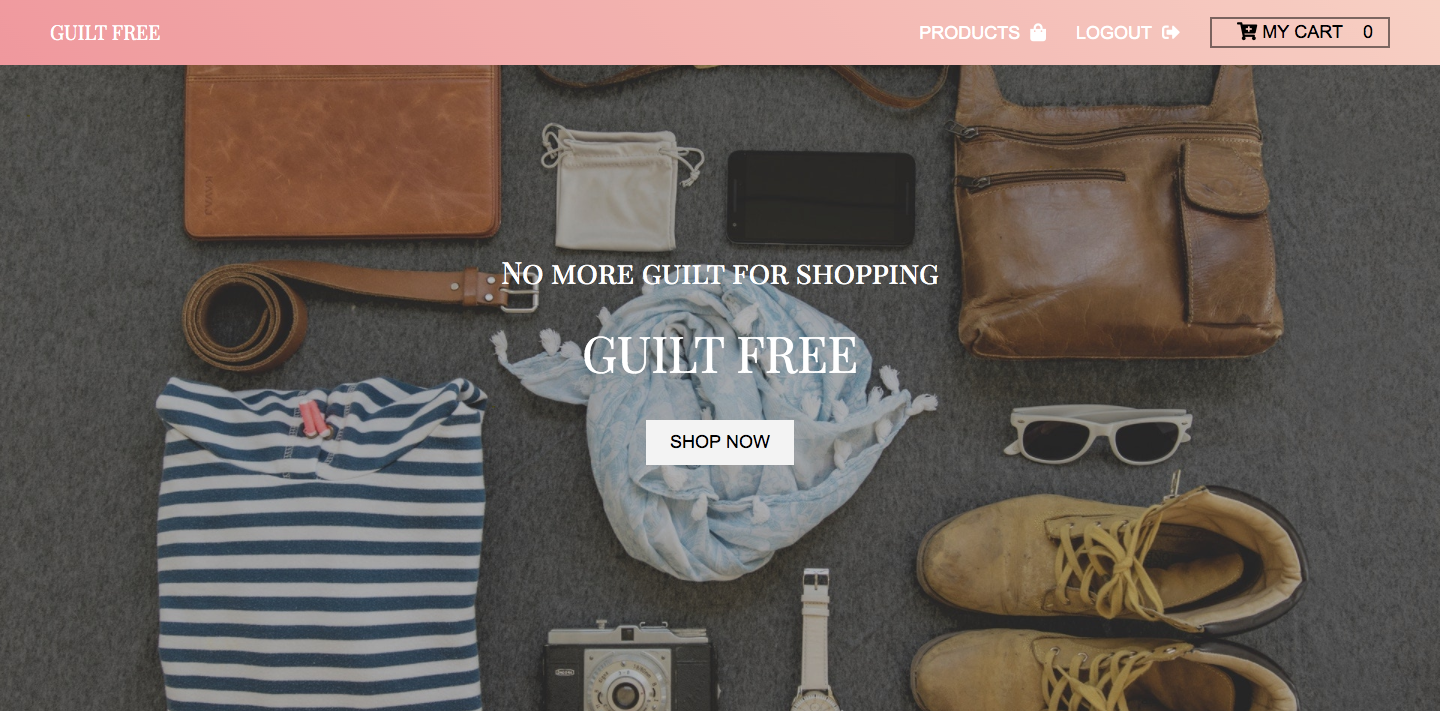 GUILT FREE
PRODUCTS
LOGOUT
MY CART 0
NO MORE GUILT FOR SHOPPING
GUILT FREE
SHOP NOW